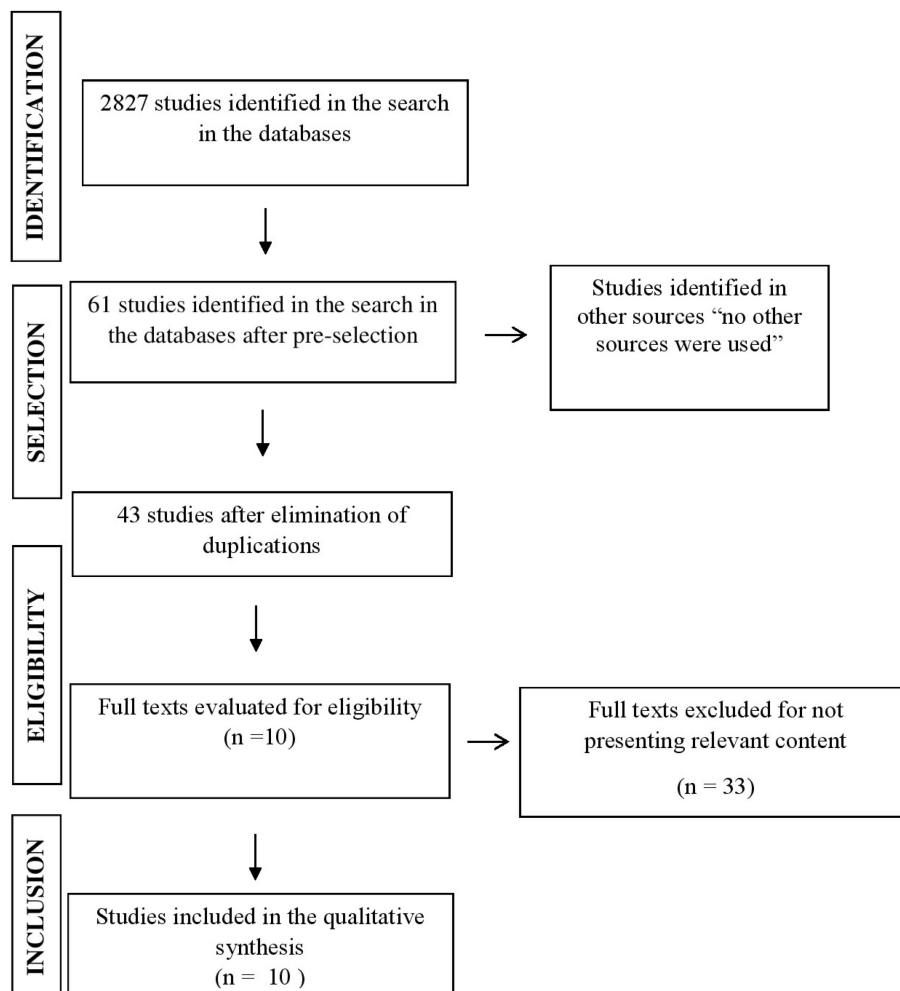 IDENTIFICATION
2827 studies identified in the search
in the databases
SELECTION
61 studies identified in the search in
the databases after pre-selection
Studies identified in
other sources “no other
sources were used”
43 studies after elimination of
duplications
ELIGIBILITY
Full texts evaluated for eligibility
(n =10)
Full texts excluded for not
presenting relevant content
(n = 33)
INCLUSION
Studies included in the qualitative
synthesis
(n = 10 )